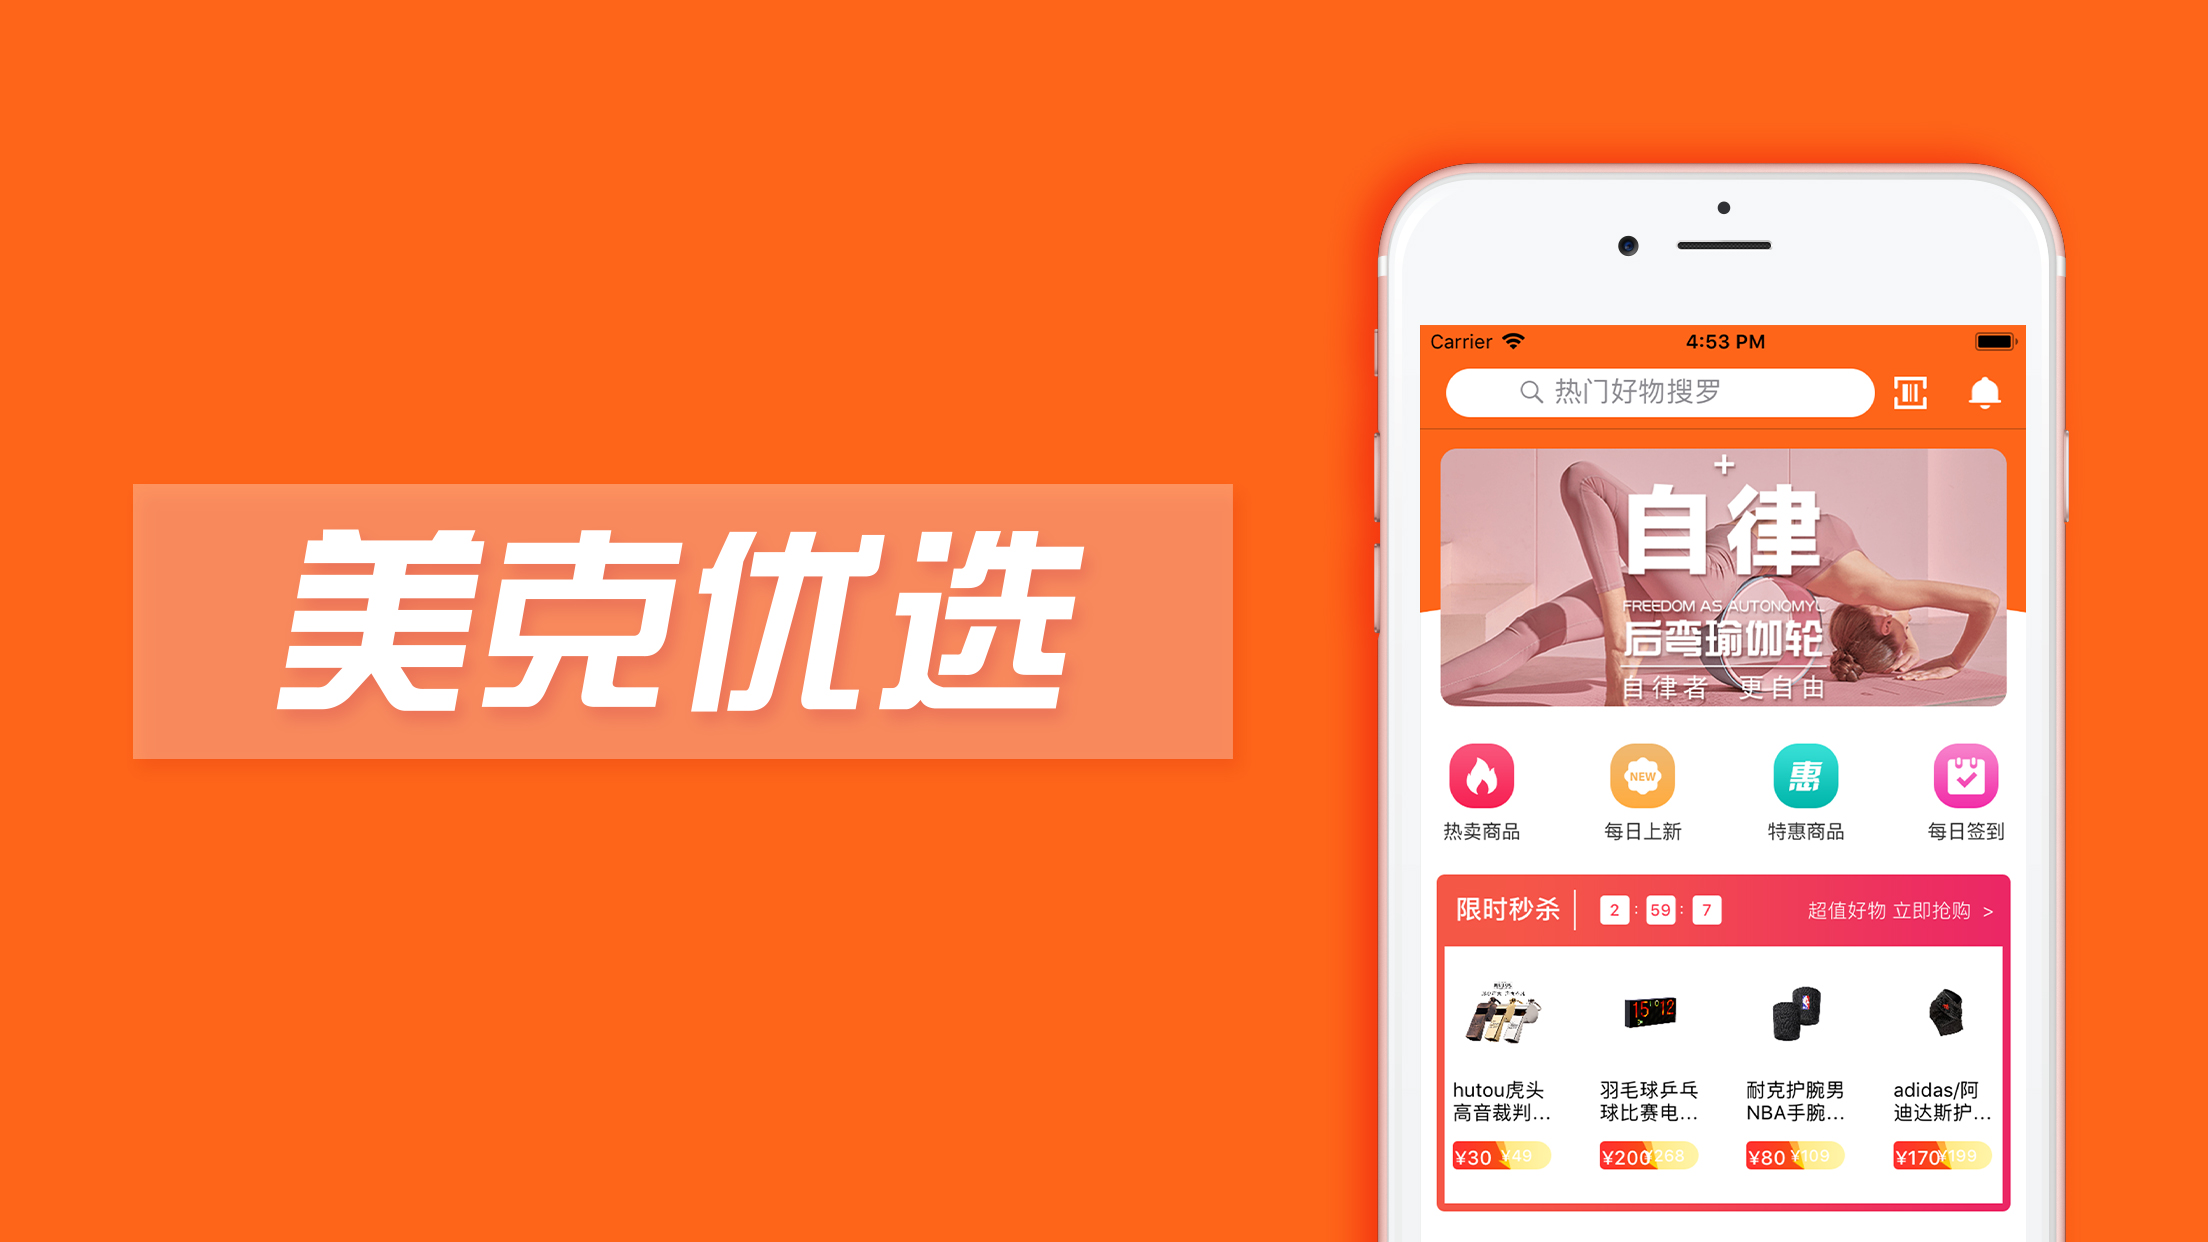 美克优选
Carrier
4:53 PM
热门好物搜罗
自律
FREEDOM AS AUTONOMYL
后弯瑜伽轮
自律者 更自由
NEW
惠
热卖商品
每日上新
特惠商品
每日签到
限时秒杀
2 : 59 : 7
超值好物 立即抢购 >
15 12
hutou虎头
高音裁判...
羽毛球乒乓
球比赛电...
耐克护腕男
NBA手腕...
adidas/阿
迪达斯护...
¥30 ¥49
¥200 ¥268
¥80 ¥109
¥170 ¥199